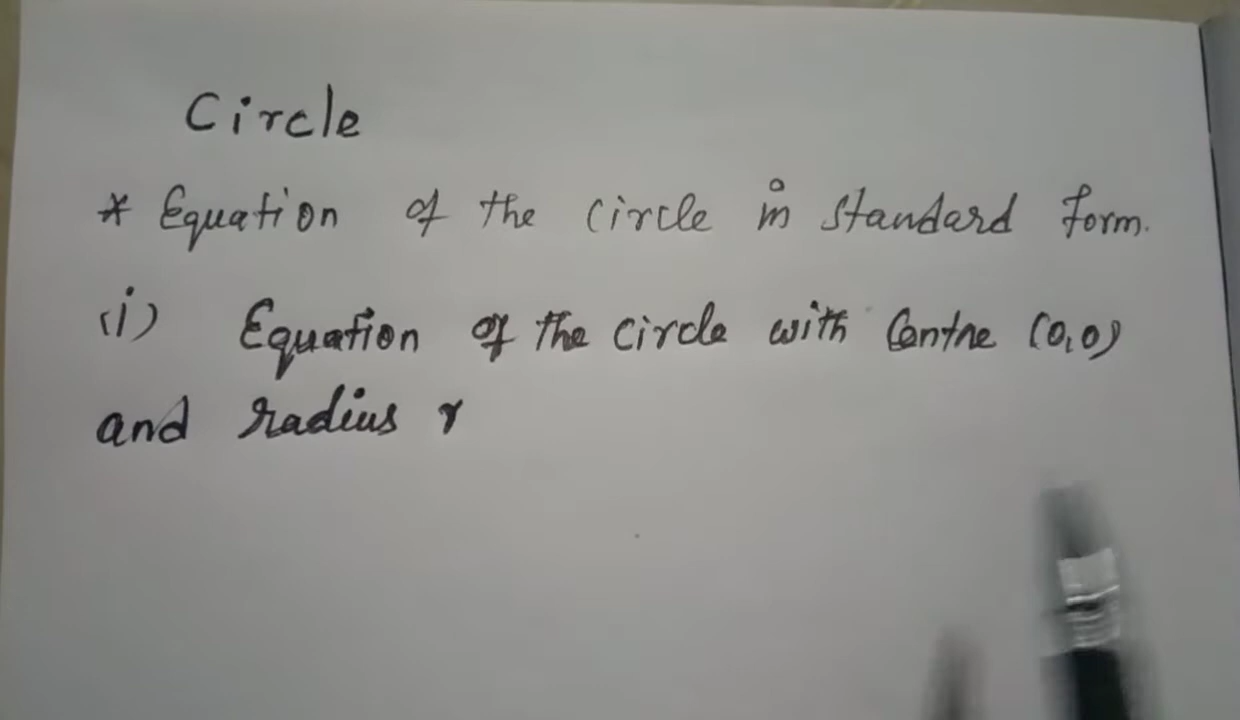 Circle
* Equation of the circle in standard form.
(i) Equation of the circle with Centre (0,0)
and radius r